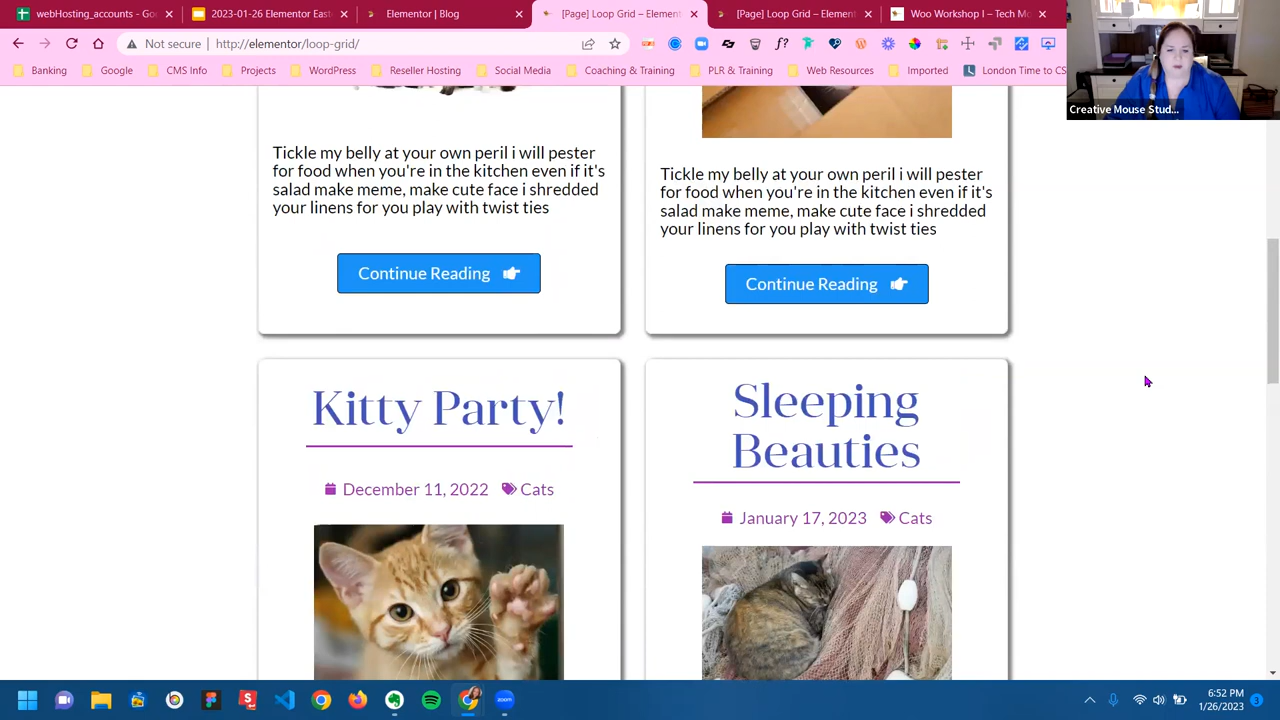 webHosting_accounts - Go
2023-01-26 Elementor East
Elementor | Blog
[Page] Loop Grid – Element
[Page] Loop Grid – Element
Woo Workshop I – Tech Mo
Not secure
http://elementor/loop-grid/
Banking
Google
CMS Info
Projects
WordPress
Retired Hosting
Social Media
Coaching & Training
PLR & Training
Web Resources
Imported
London Time to CS
Creative Mouse Stud...
Tickle my belly at your own peril i will pester
for food when you're in the kitchen even if it's
salad make meme, make cute face i shredded
your linens for you play with twist ties
Continue Reading
Tickle my belly at your own peril i will pester
for food when you're in the kitchen even if it's
salad make meme, make cute face i shredded
your linens for you play with twist ties
Continue Reading
Kitty Party!
December 11, 2022 Cats
Sleeping
Beauties
January 17, 2023 Cats
zoom
6:52 PM
1/26/2023
3